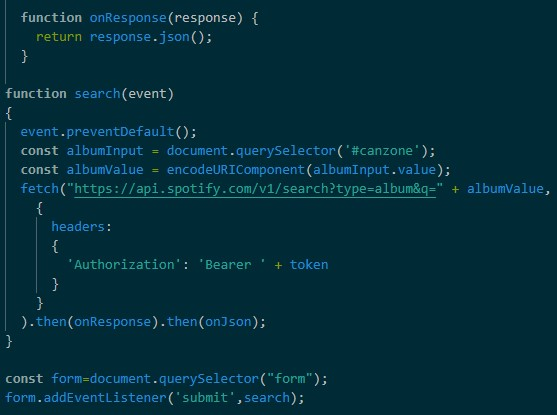 function onResponse(response) {
return response.json();
}
function search(event)
{
event.preventDefault();
const albumInput = document.querySelector('#canzone');
const albumValue = encodeURIComponent(albumInput.value);
fetch("https://api.spotify.com/v1/search?type=album&q=" + albumValue,
{
headers:
{
'Authorization': 'Bearer ' + token
}
}
).then(onResponse).then(onJson);
}
const form=document.querySelector("form");
form.addEventListener('submit',search);